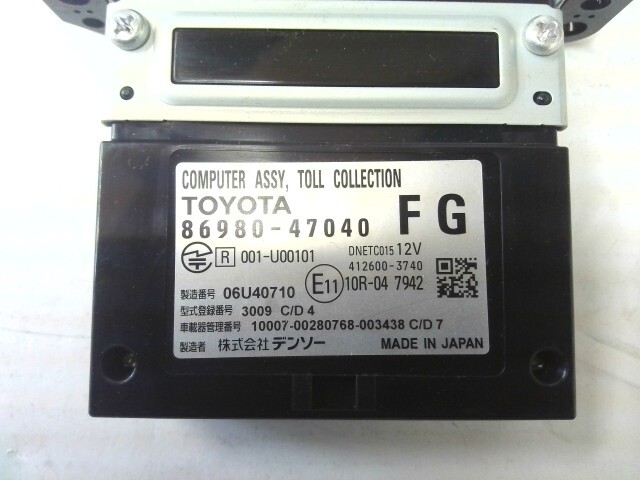 COMPUTER ASSY, TOLL COLLECTION
TOYOTA
86980-47040 F G
R 001-U00101 DNETC015 12V
412600-3740
製造番号 06U40710 E11 10R-04 7942
型式登録番号 3009 C/D 4
車載器管理番号 10007-00280768-003438 C/D 7
製造者 株式会社 デンソー MADE IN JAPAN